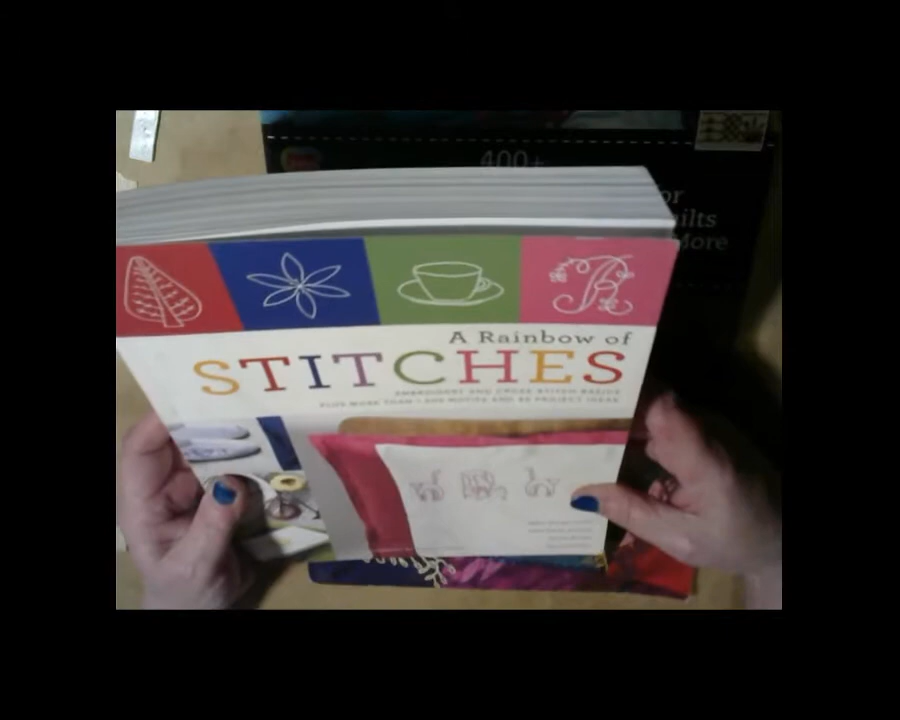 400+
or
uilts
More
A Rainbow of
STITCHES
EMBROIDERY AND CROSS-STITCH BASICS
PLUS MORE THAN 1,000 MOTIFS AND 80 PROJECT IDEAS